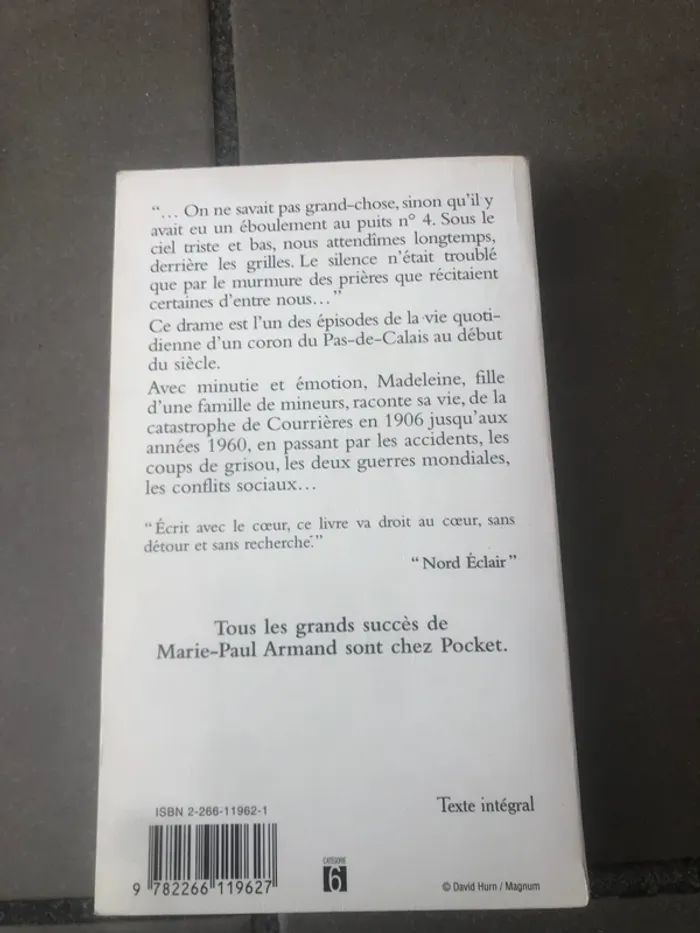 “… On ne savait pas grand-chose, sinon qu’il y
avait eu un éboulement au puits n° 4. Sous le
ciel triste et bas, nous attendîmes longtemps,
derrière les grilles. Le silence n’était troublé
que par le murmure des prières que récitaient
certaines d’entre nous…”
Ce drame est l’un des épisodes de la vie quoti-
dienne d’un coron du Pas-de-Calais au début
du siècle.
Avec minutie et émotion, Madeleine, fille
d’une famille de mineurs, raconte sa vie, de la
catastrophe de Courrières en 1906 jusqu’aux
années 1960, en passant par les accidents, les
coups de grisou, les deux guerres mondiales,
les conflits sociaux…
“Écrit avec le cœur, ce livre va droit au cœur, sans
détour et sans recherche.”
“Nord Éclair”
Tous les grands succès de
Marie-Paul Armand sont chez Pocket.
ISBN 2-266-11962-1
Texte intégral
9 782266 119627
CATÉGORIE
6
© David Hurn / Magnum